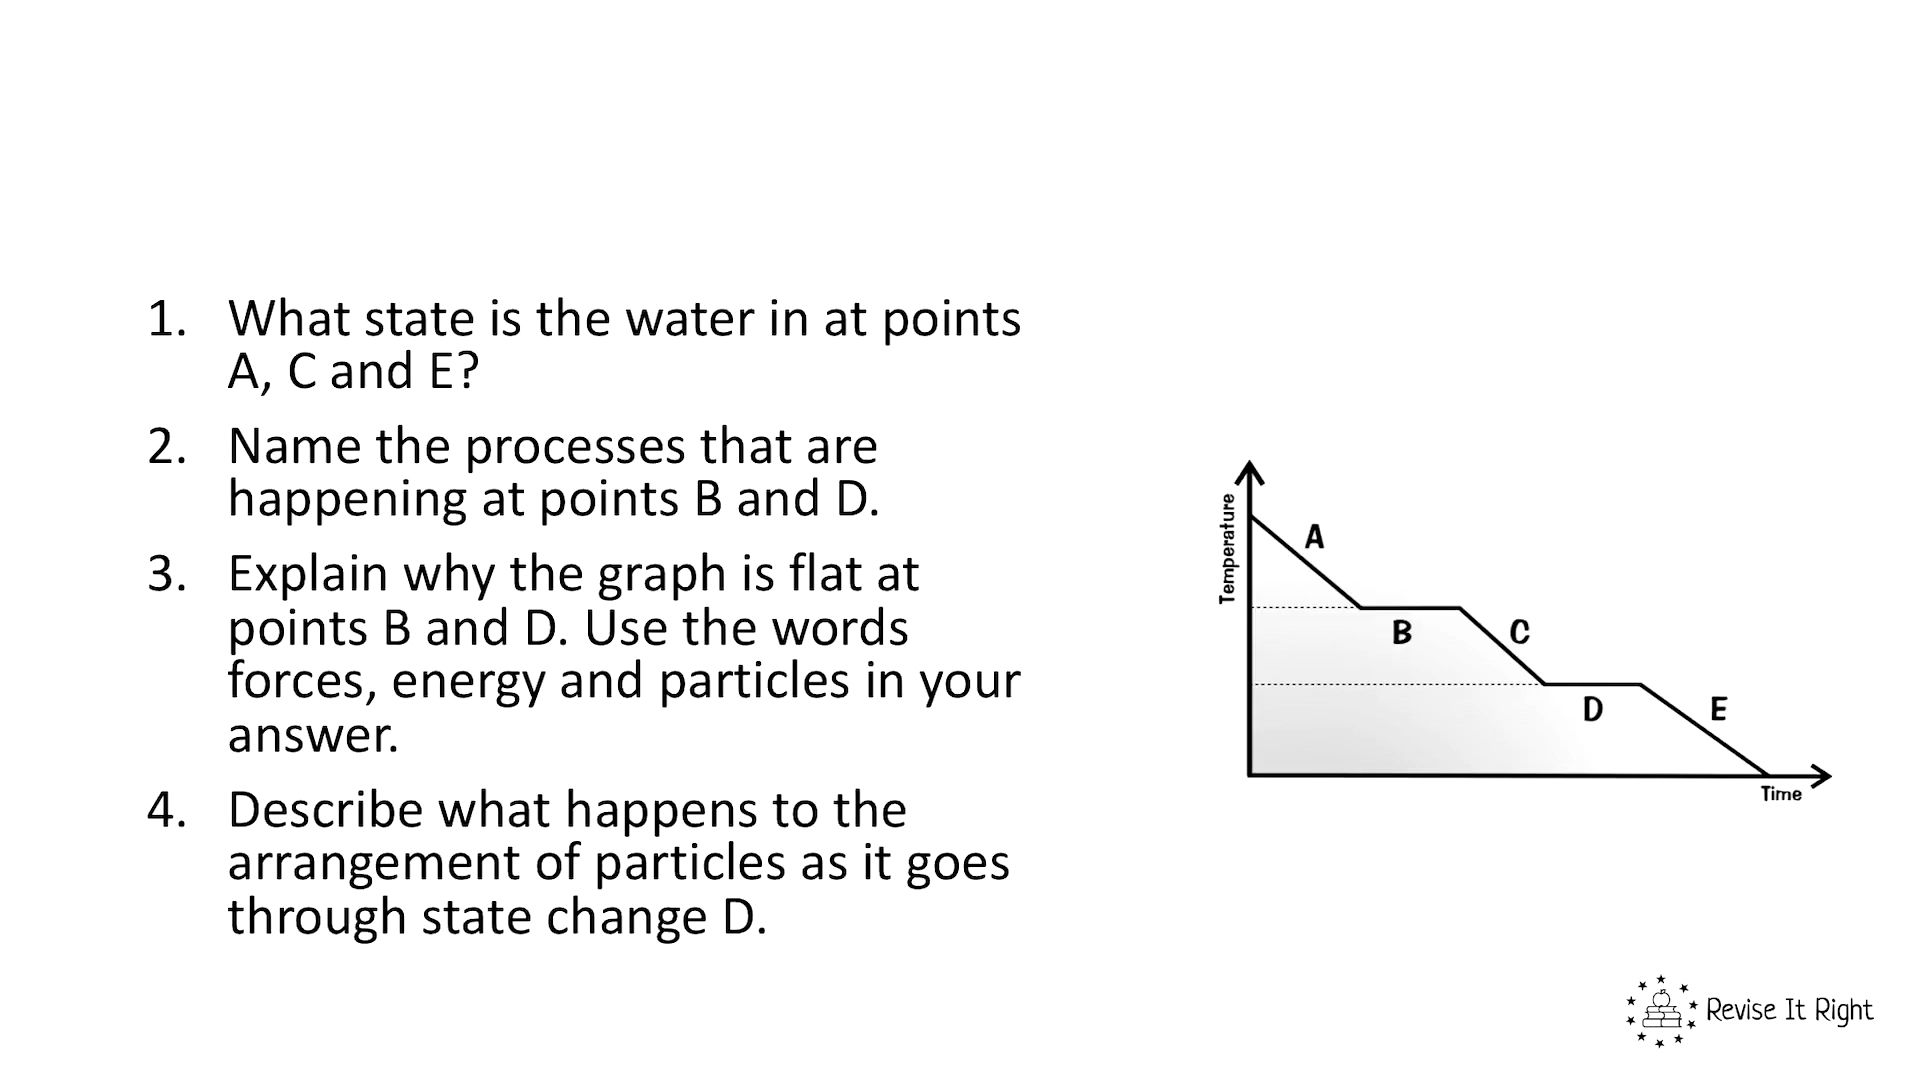 1. What state is the water in at points
A, C and E?
2. Name the processes that are
happening at points B and D.
3. Explain why the graph is flat at
points B and D. Use the words
forces, energy and particles in your
answer.
4. Describe what happens to the
arrangement of particles as it goes
through state change D.
Temperature
A
B
C
D
E
Time
Revise It Right